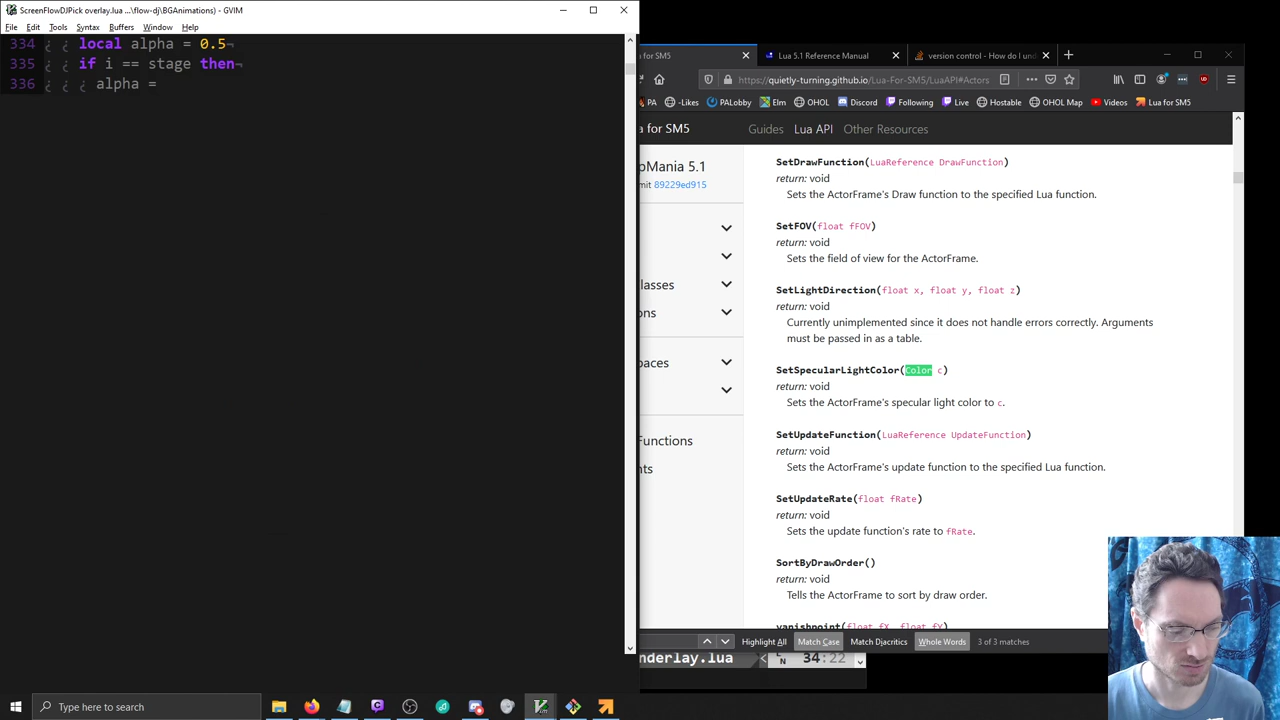 ScreenFlowDJPick overlay.lua ...\flow-dj\BGAnimations) - GVIM
File Edit Tools Syntax Buffers Window Help
334 ¿ ¿ local alpha = 0.5¬
335 ¿ ¿ if i == stage then¬
336 ¿ ¿ ¿ alpha =
or SM5
Lua 5.1 Reference Manual
version control - How do I und
https://quietly-turning.github.io/Lua-For-SM5/LuaAPI#Actors
PA -Likes PALobby Elm OHOL Discord Following Live Hostable OHOL Map Videos Lua for SM5
a for SM5 Guides Lua API Other Resources
pMania 5.1
mit 89229ed915
lasses
ons
paces
Functions
nts
SetDrawFunction(LuaReference DrawFunction)
return: void
Sets the ActorFrame's Draw function to the specified Lua function.
SetFOV(float fFOV)
return: void
Sets the field of view for the ActorFrame.
SetLightDirection(float x, float y, float z)
return: void
Currently unimplemented since it does not handle errors correctly. Arguments
must be passed in as a table.
SetSpecularLightColor(Color c)
return: void
Sets the ActorFrame's specular light color to c.
SetUpdateFunction(LuaReference UpdateFunction)
return: void
Sets the ActorFrame's update function to the specified Lua function.
SetUpdateRate(float fRate)
return: void
Sets the update function's rate to fRate.
SortByDrawOrder()
return: void
Tells the ActorFrame to sort by draw order.
vanishpoint(float fX, float fY)
Highlight All Match Case Match Diacritics Whole Words 3 of 3 matches
nderlay.lua 34:22
Type here to search